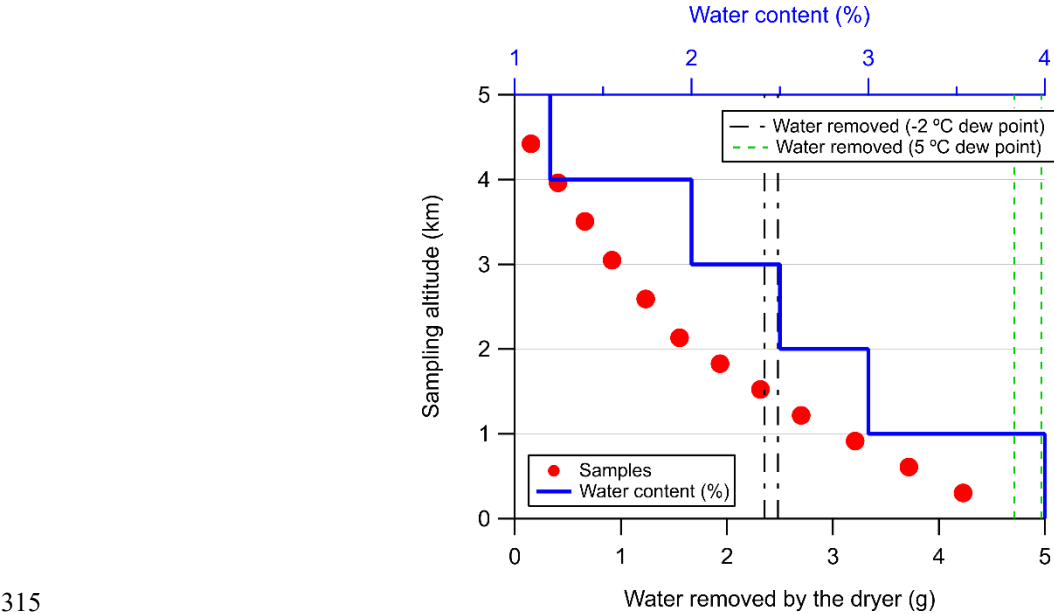 Water content (%)
1 2 3 4
5
4
3
2
1
0
Sampling altitude (km)
Water removed (-2 ºC dew point)
Water removed (5 ºC dew point)
Samples
Water content (%)
0 1 2 3 4 5
Water removed by the dryer (g)
315